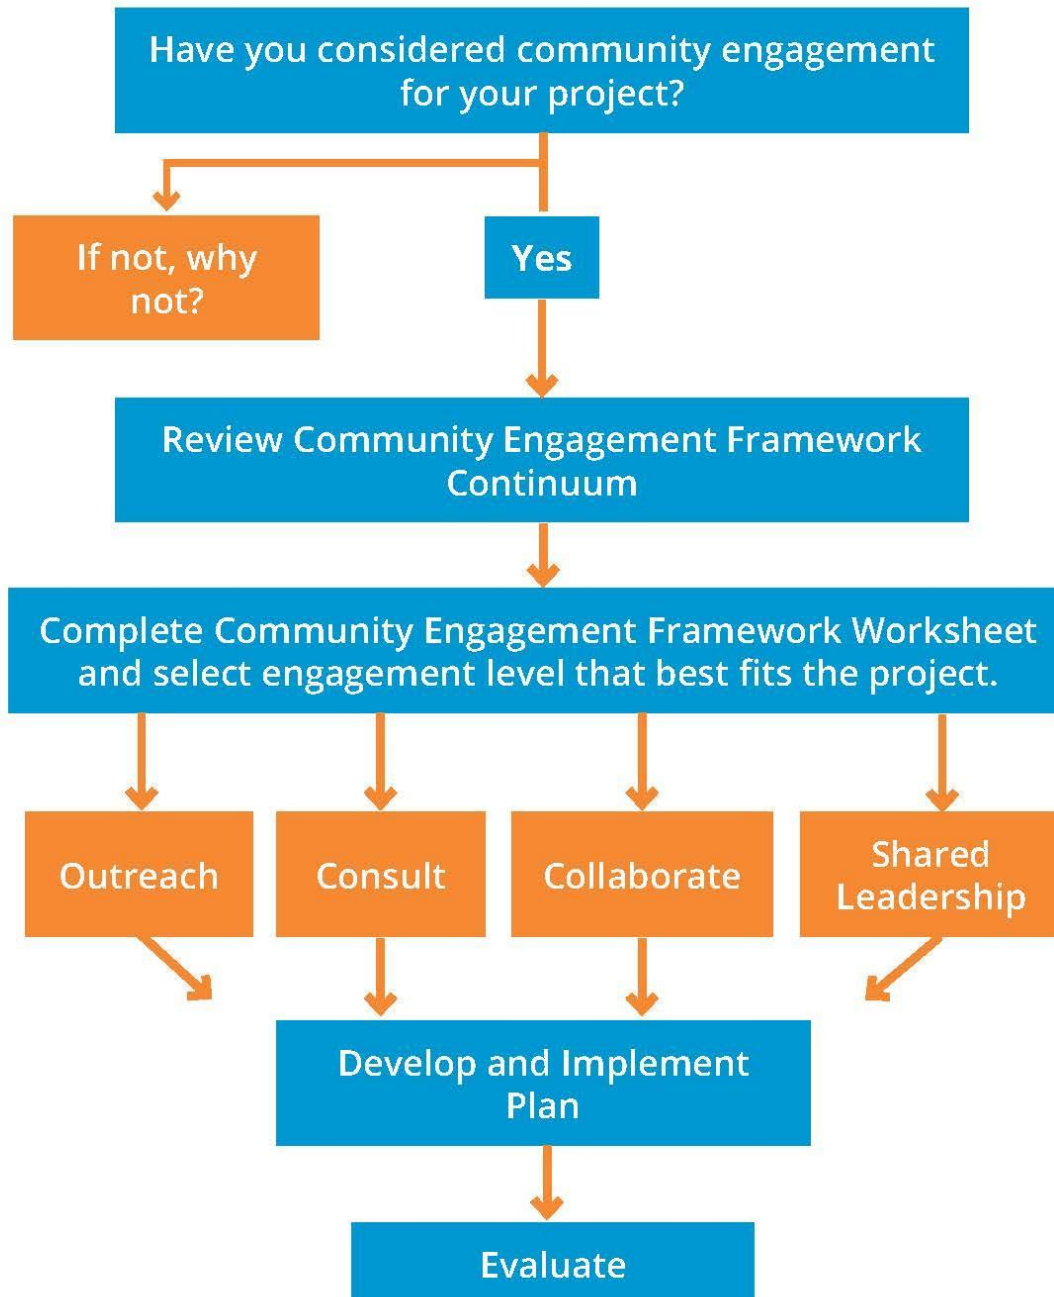 Have you considered community engagement
for your project?
If not, why
not?
Yes
Review Community Engagement Framework
Continuum
Complete Community Engagement Framework Worksheet
and select engagement level that best fits the project.
Outreach
Consult
Collaborate
Shared
Leadership
Develop and Implement
Plan
Evaluate